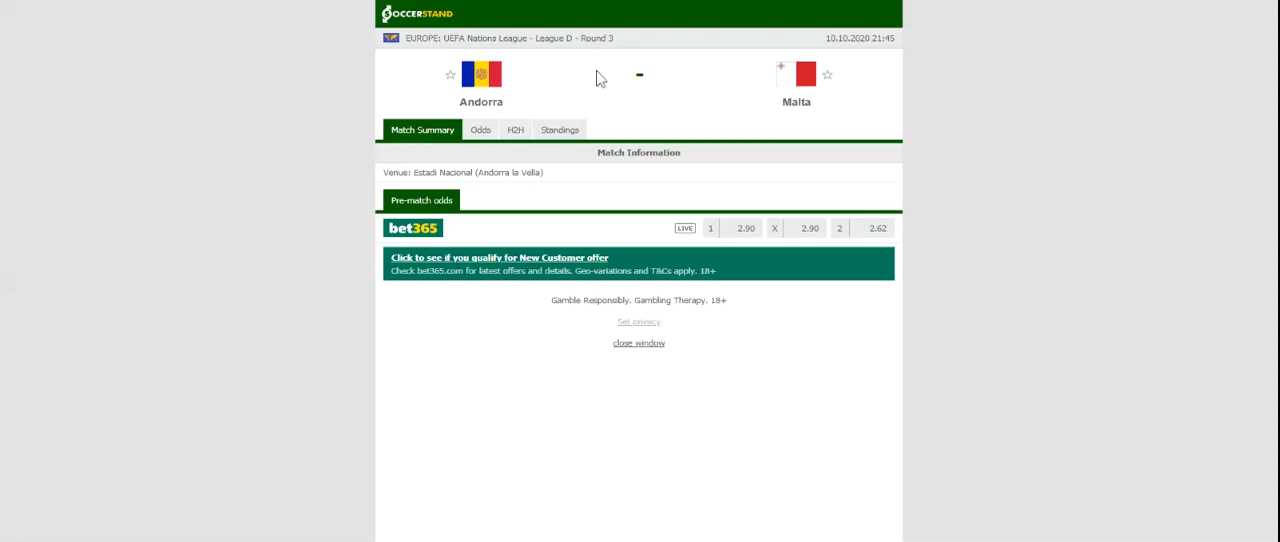 SOCCERSTAND
EUROPE: UEFA Nations League - League D - Round 3 10.10.2020 21:45
-
Andorra Malta
Match Summary Odds H2H Standings
Match Information
Venue: Estadi Nacional (Andorra la Vella)
Pre-match odds
bet365 LIVE 1 2.90 X 2.90 2 2.62
Click to see if you qualify for New Customer offer
Check bet365.com for latest offers and details. Geo-variations and T&Cs apply. 18+
Gamble Responsibly. Gambling Therapy. 18+
Set privacy
close window